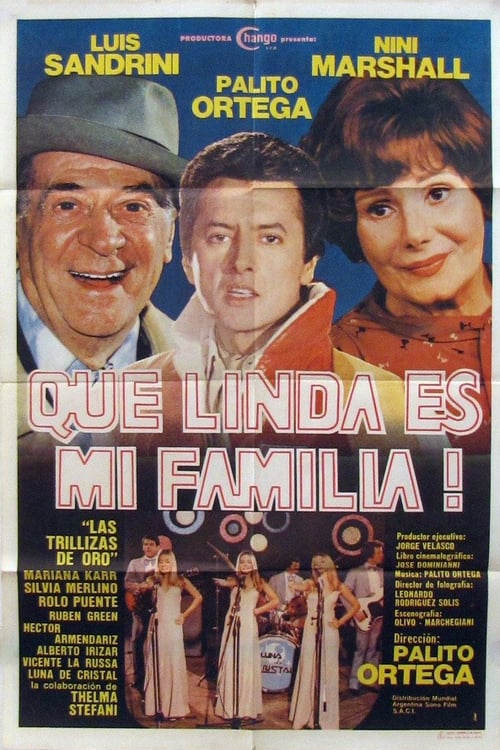 PRODUCTORA Chango presenta:
S.R.L.
LUIS
SANDRINI
PALITO
ORTEGA
NINI
MARSHALL
QUE LINDA ES
MI FAMILIA !
"LAS
TRILLIZAS
DE ORO"
MARIANA KARR
SILVIA MERLINO
ROLO PUENTE
RUBEN GREEN
HECTOR
ARMENDARIZ
ALBERTO IRIZAR
VICENTE LA RUSSA
LUNA DE CRISTAL
la colaboración de
THELMA
STEFANI
LUNA
de
CRISTAL
Productor ejecutivo:
JORGE VELASCO
Libro cinematográfico:
JOSE DOMINIANNI
Música: PALITO ORTEGA
Director de fotografía:
LEONARDO
RODRIGUEZ SOLIS
Escenografía:
OLIVO - MARCHEGIANI
Dirección:
PALITO
ORTEGA
Distribución Mundial
Argentina Sono Film
S.A.C.I.